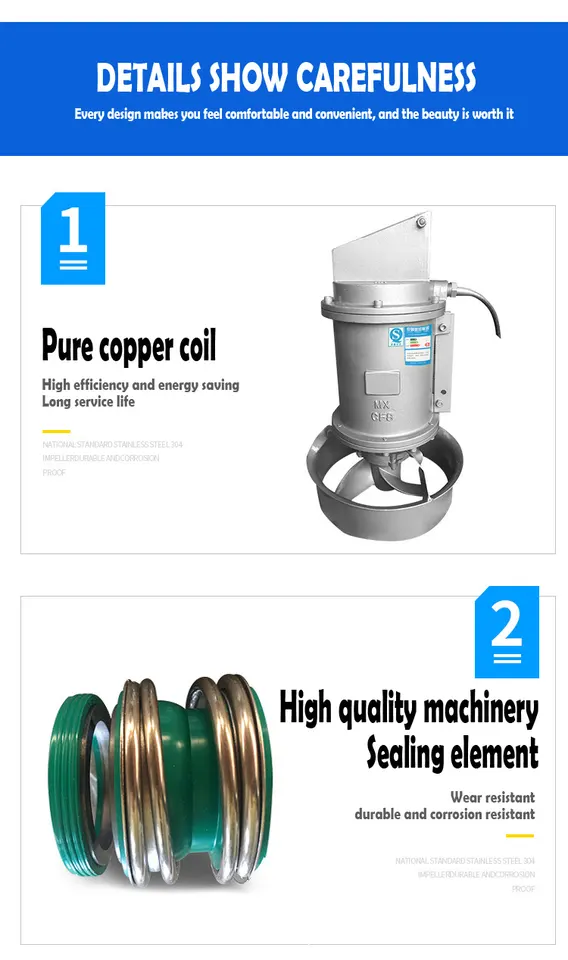 DETAILS SHOW CAREFULNESS
Every design makes you feel comfortable and convenient, and the beauty is worth it
1
Pure copper coil
High efficiency and energy saving
Long service life
NATIONAL STANDARD STAINLESS STEEL 304
IMPELLERDURABLE ANDCORROSION
PROOF
MX
GFB
2
High quality machinery
Sealing element
Wear resistant
durable and corrosion resistant
NATIONAL STANDARD STAINLESS STEEL 304
IMPELLERDURABLE ANDCORROSION
PROOF